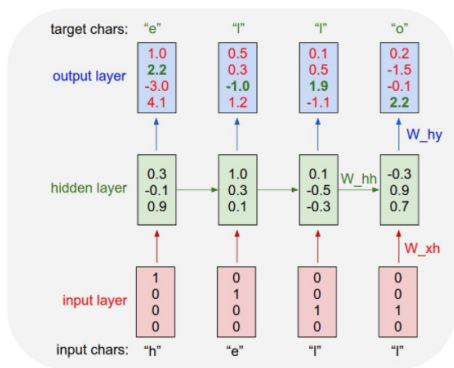 target chars: “e” “l” “l” “o”
output layer
1.0 0.5 0.1 0.2
2.2 0.3 0.5 -1.5
-3.0 -1.0 1.9 -0.1
4.1 1.2 -1.1 2.2
W_hy
hidden layer
0.3 1.0 0.1 -0.3
-0.1 0.3 -0.5 0.9
0.9 0.1 -0.3 0.7
W_hh
W_xh
input layer
1 0 0 0
0 1 0 0
0 0 1 1
0 0 0 0
input chars: “h” “e” “l” “l”